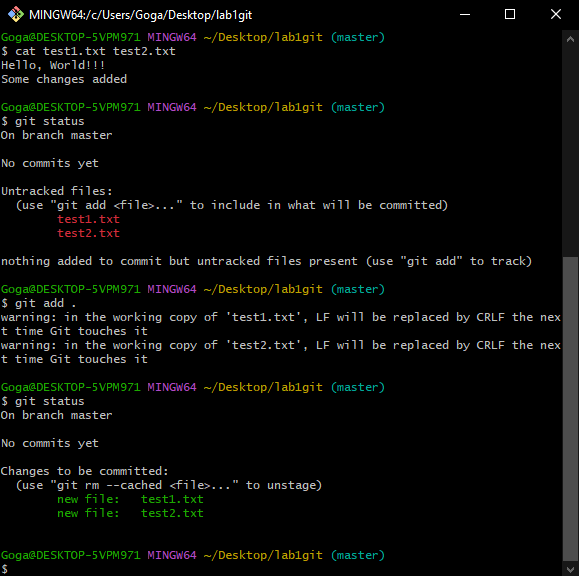 MINGW64:/c/Users/Goga/Desktop/lab1git
Goga@DESKTOP-5VPM971 MINGW64 ~/Desktop/lab1git (master)
$ cat test1.txt test2.txt
Hello, World!!!
Some changes added
Goga@DESKTOP-5VPM971 MINGW64 ~/Desktop/lab1git (master)
$ git status
On branch master
No commits yet
Untracked files:
  (use "git add <file>..." to include in what will be committed)
        test1.txt
        test2.txt
nothing added to commit but untracked files present (use "git add" to track)
Goga@DESKTOP-5VPM971 MINGW64 ~/Desktop/lab1git (master)
$ git add .
warning: in the working copy of 'test1.txt', LF will be replaced by CRLF the nex
t time Git touches it
warning: in the working copy of 'test2.txt', LF will be replaced by CRLF the nex
t time Git touches it
Goga@DESKTOP-5VPM971 MINGW64 ~/Desktop/lab1git (master)
$ git status
On branch master
No commits yet
Changes to be committed:
  (use "git rm --cached <file>..." to unstage)
        new file:   test1.txt
        new file:   test2.txt
Goga@DESKTOP-5VPM971 MINGW64 ~/Desktop/lab1git (master)
$